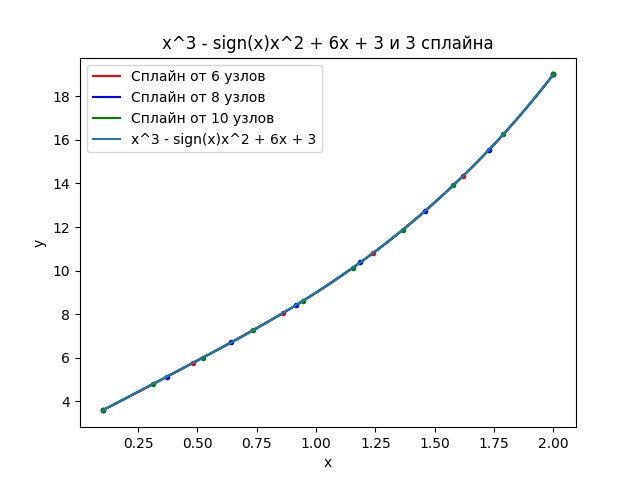 x^3 - sign(x)x^2 + 6x + 3 и 3 сплайна
Сплайн от 6 узлов
Сплайн от 8 узлов
Сплайн от 10 узлов
x^3 - sign(x)x^2 + 6x + 3
18
16
14
12
10
8
6
4
y
0.25 0.50 0.75 1.00 1.25 1.50 1.75 2.00
x